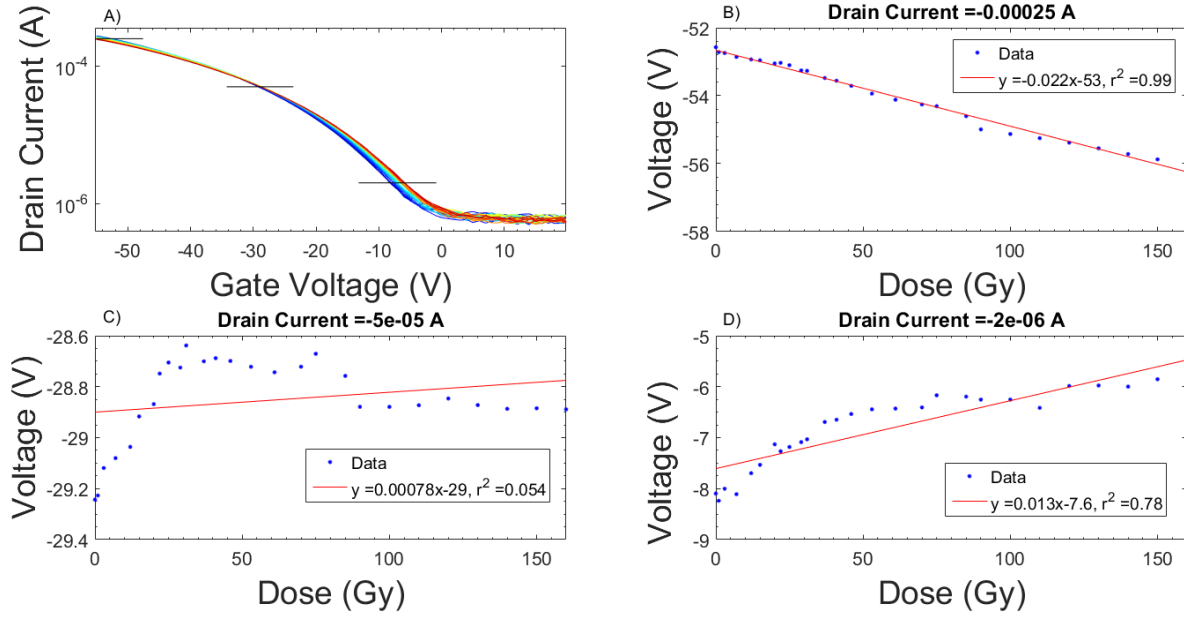 A)
Drain Current (A)
10^-4
10^-6
-50 -40 -30 -20 -10 0 10
Gate Voltage (V)
B)
Drain Current =-0.00025 A
Voltage (V)
-52
-54
-56
-58
Data
y =-0.022x-53, r^2 =0.99
0 50 100 150
Dose (Gy)
C)
Drain Current =-5e-05 A
Voltage (V)
-28.6
-28.8
-29
-29.2
-29.4
Data
y =0.00078x-29, r^2 =0.054
0 50 100 150
Dose (Gy)
D)
Drain Current =-2e-06 A
Voltage (V)
-5
-6
-7
-8
-9
Data
y =0.013x-7.6, r^2 =0.78
0 50 100 150
Dose (Gy)